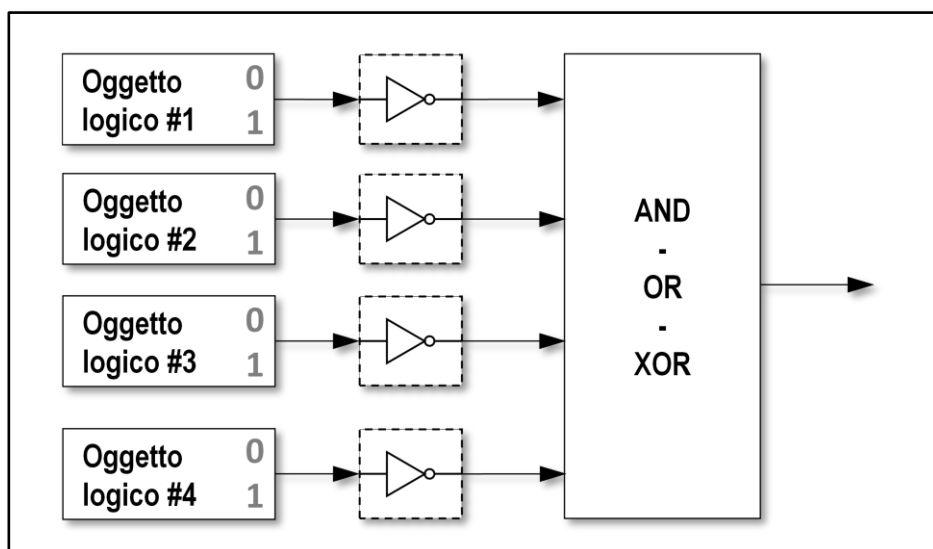 Oggetto 0
logico #1 1
Oggetto 0
logico #2 1
Oggetto 0
logico #3 1
Oggetto 0
logico #4 1
AND
-
OR
-
XOR